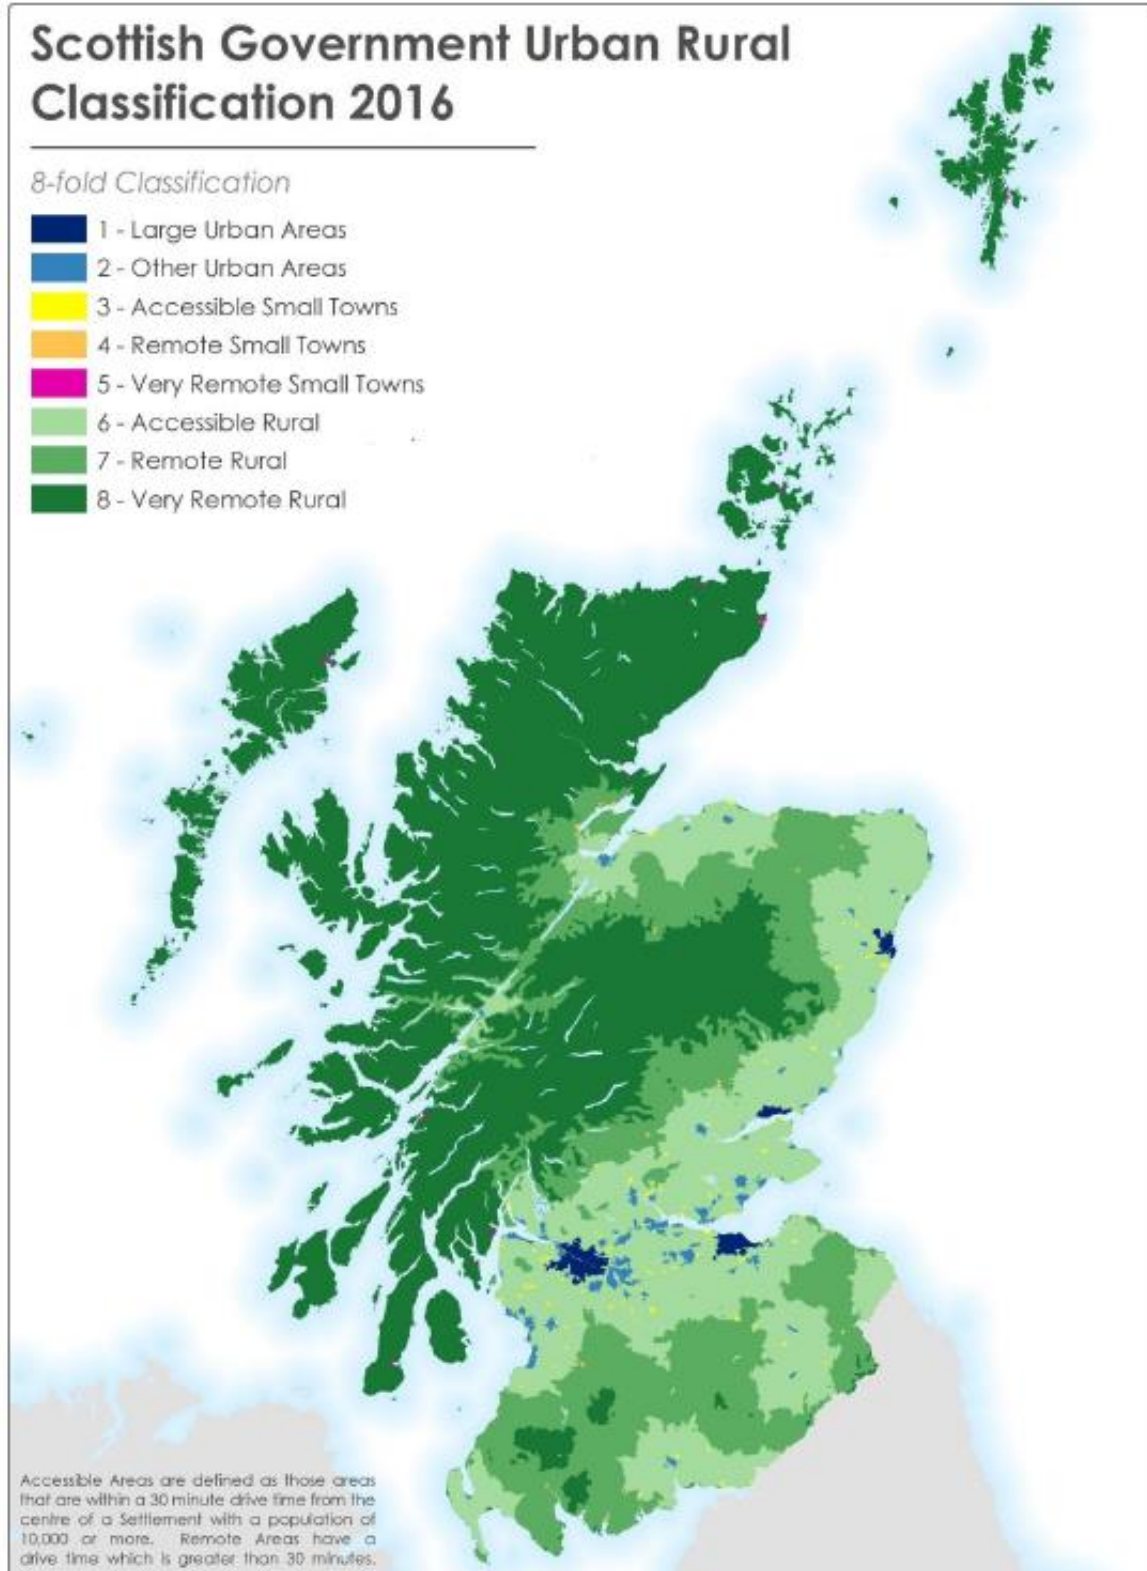 Scottish Government Urban Rural
Classification 2016
8-fold Classification
1 - Large Urban Areas
2 - Other Urban Areas
3 - Accessible Small Towns
4 - Remote Small Towns
5 - Very Remote Small Towns
6 - Accessible Rural
7 - Remote Rural
8 - Very Remote Rural
Accessible Areas are defined as those areas
that are within a 30 minute drive time from the
centre of a Settlement with a population of
10,000 or more. Remote Areas have a
drive time which is greater than 30 minutes.